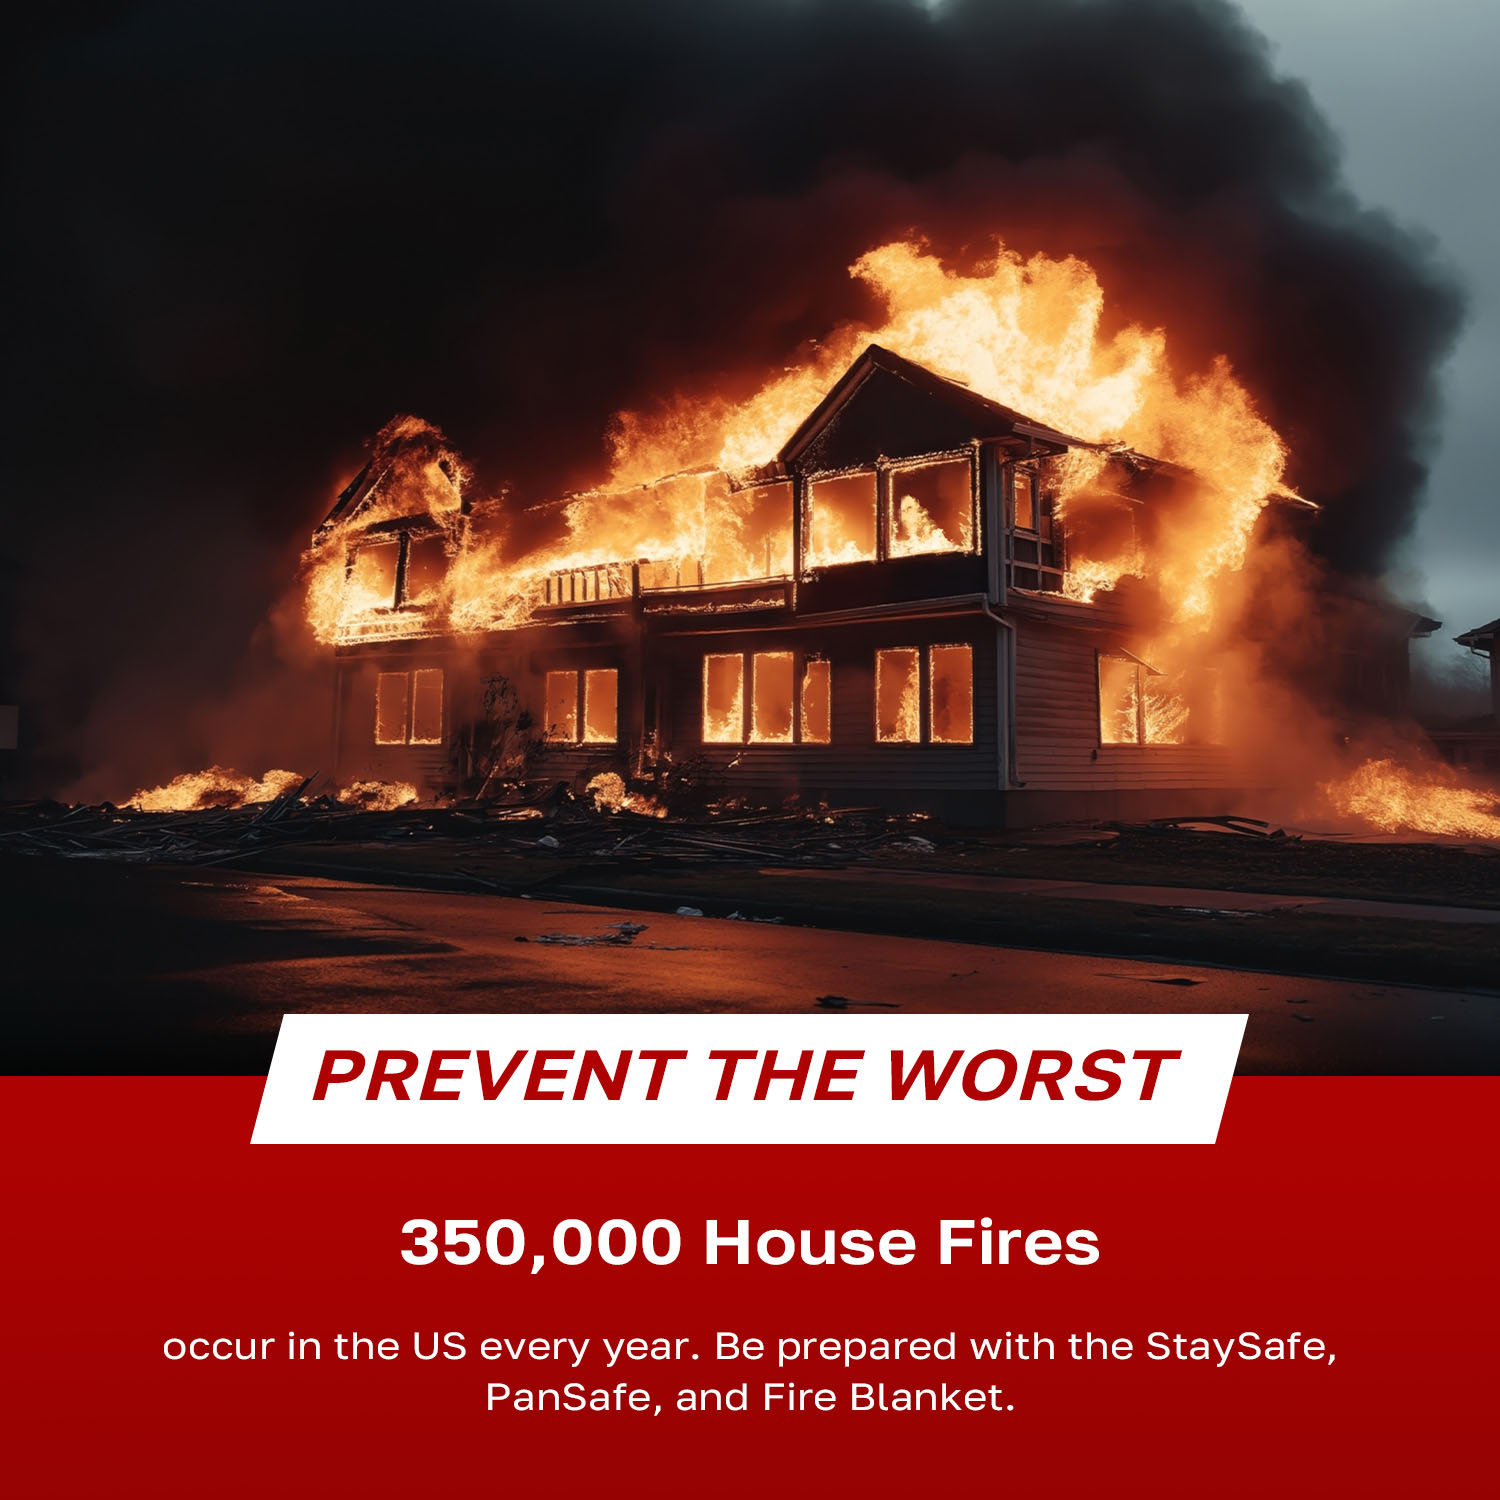 PREVENT THE WORST
350,000 House Fires
occur in the US every year. Be prepared with the StaySafe,
PanSafe, and Fire Blanket.